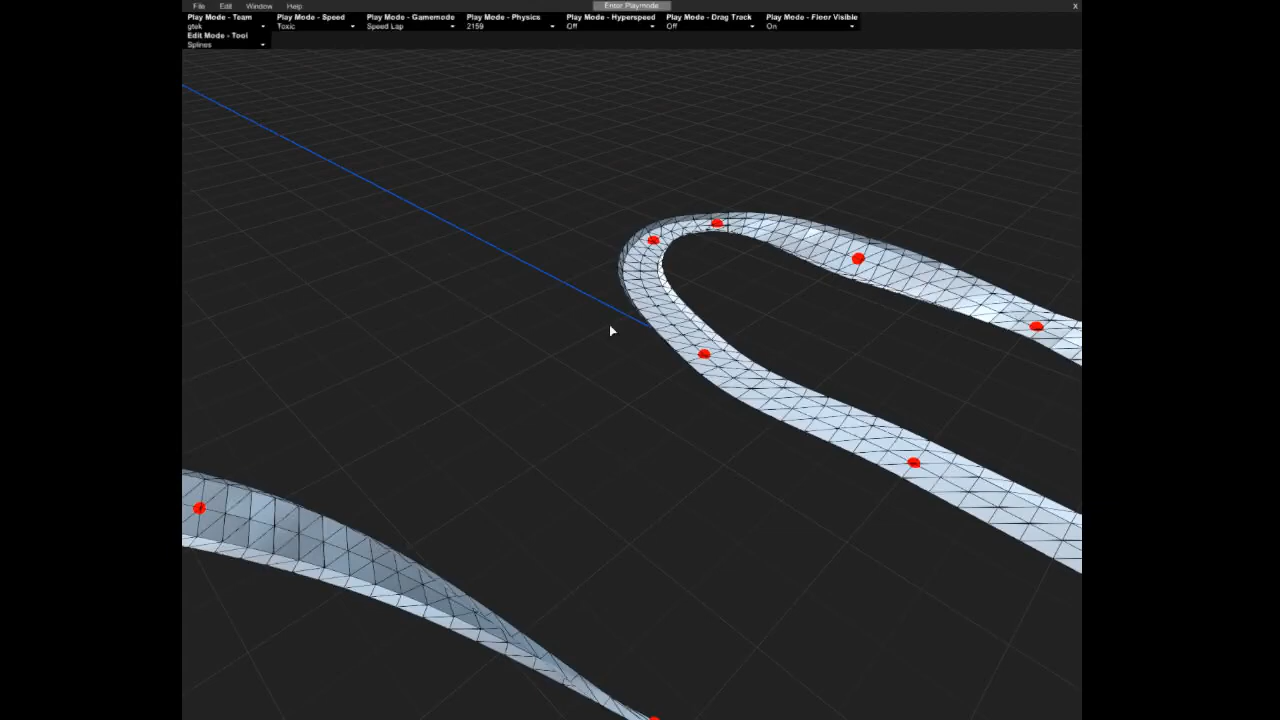 File Edit Window Help Enter Playmode X
Play Mode - Team Play Mode - Speed Play Mode - Gamemode Play Mode - Physics Play Mode - Hyperspeed Play Mode - Drag Track Play Mode - Floor Visible
gtek Toxic Speed Lap 2159 Off Off On
Edit Mode - Tool
Splines